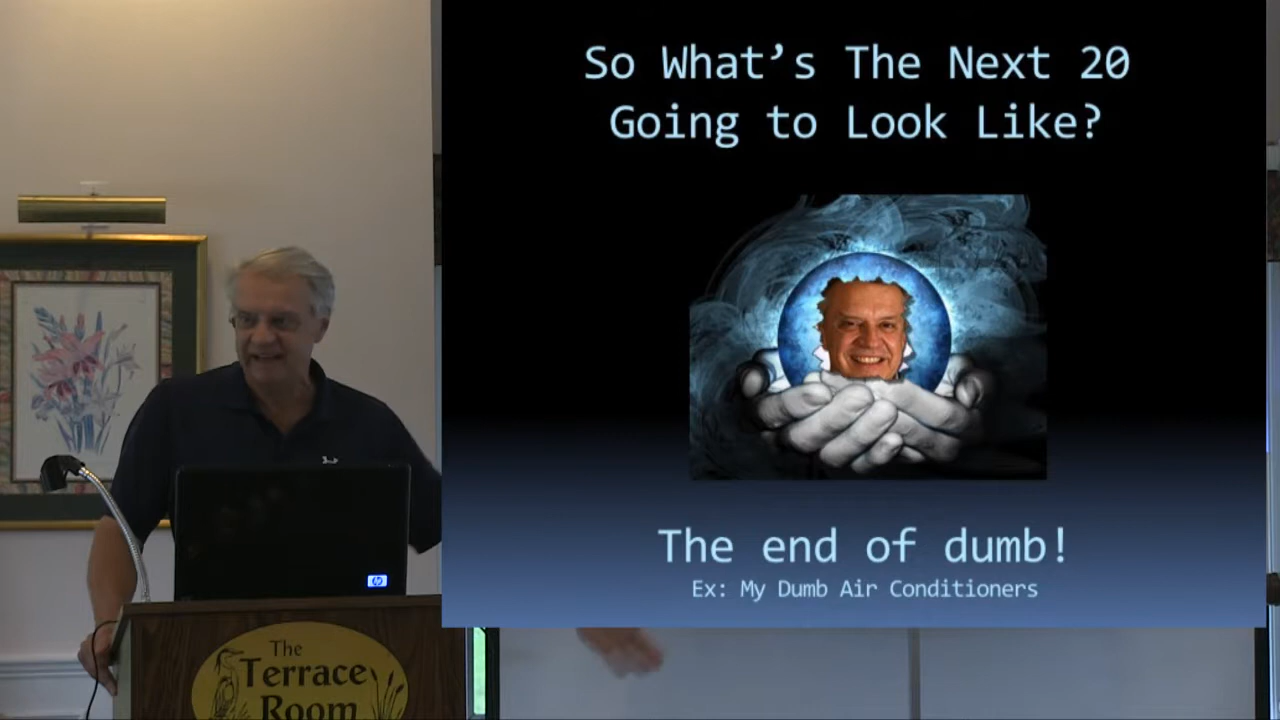 So What’s The Next 20
Going to Look Like?
The end of dumb!
Ex: My Dumb Air Conditioners
hp
The
Terrace
Room